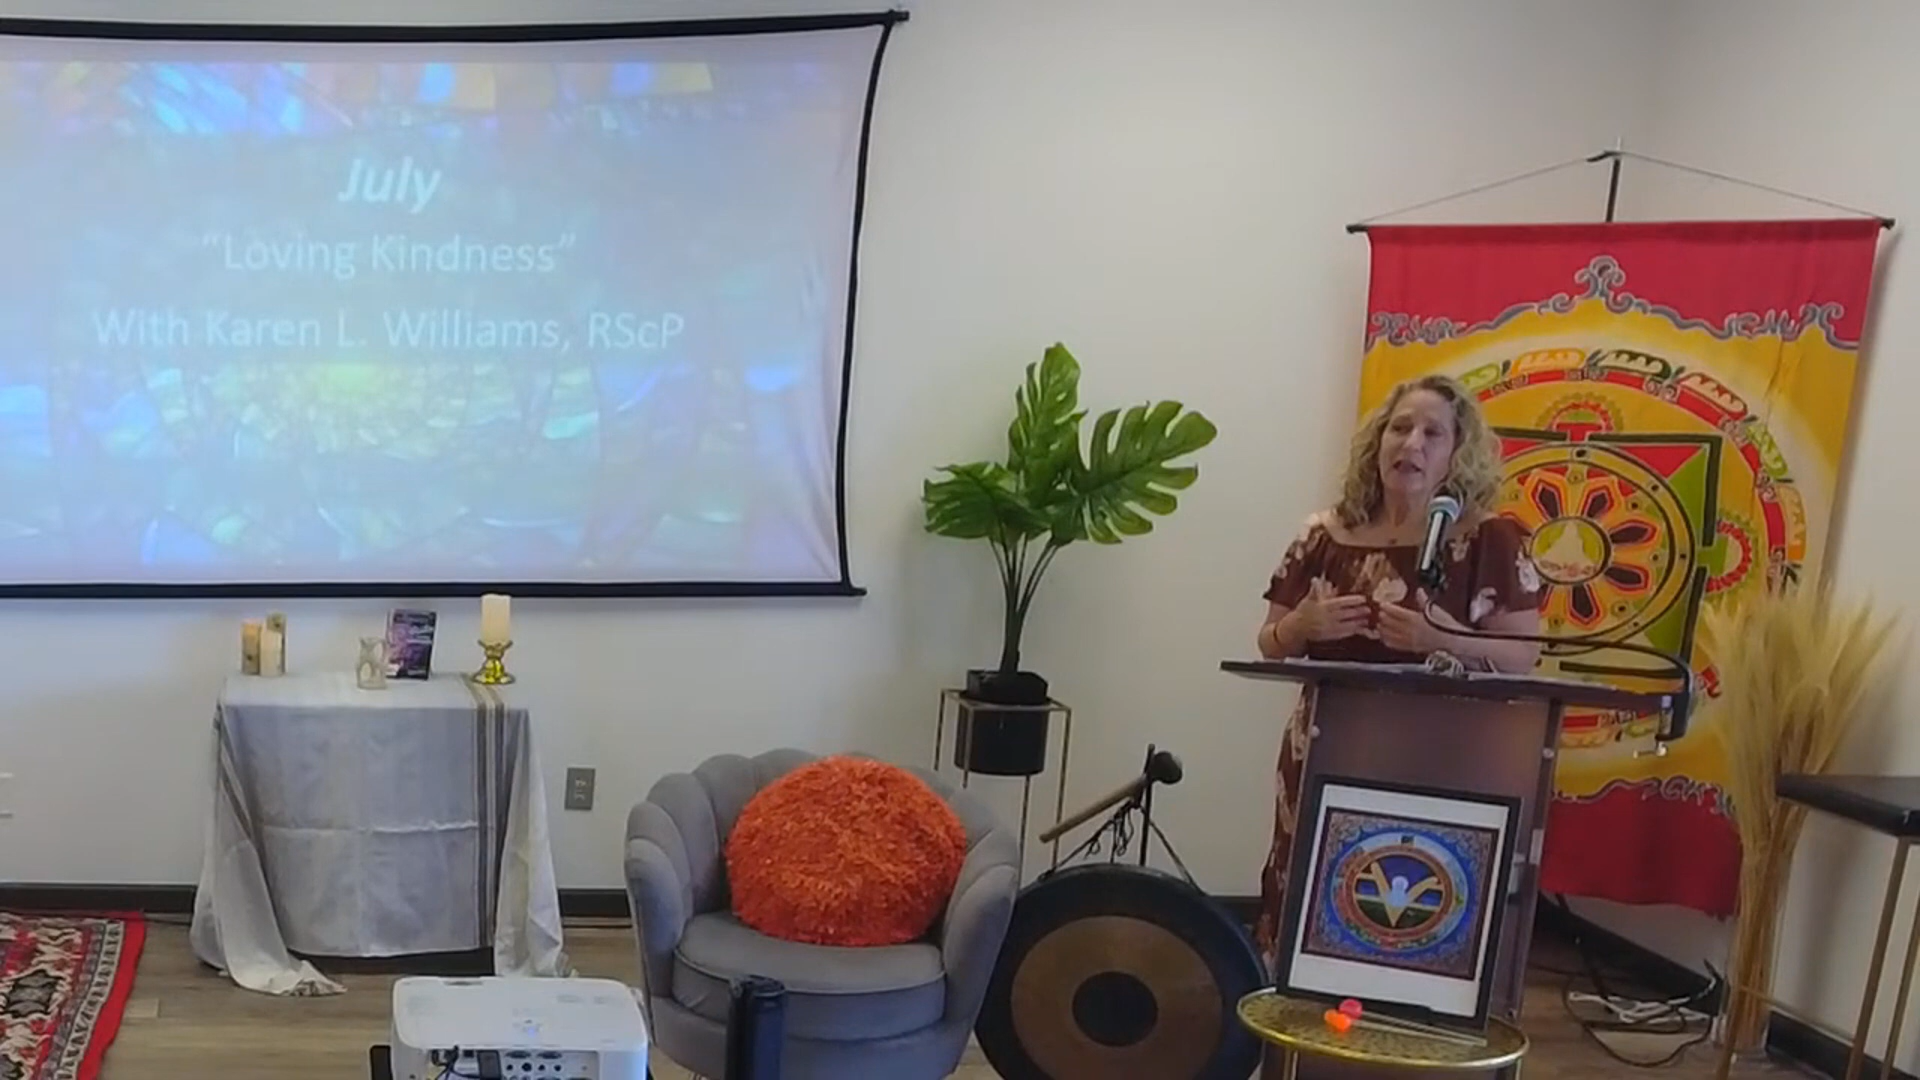 July
“Loving Kindness”
With Karen L. Williams, RScP